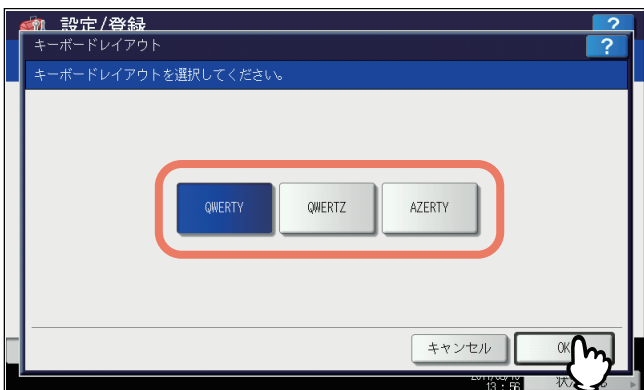 設定/登録
?
キーボードレイアウト
?
キーボードレイアウトを選択してください。
QWERTY QWERTZ AZERTY
キャンセル OK
13:56